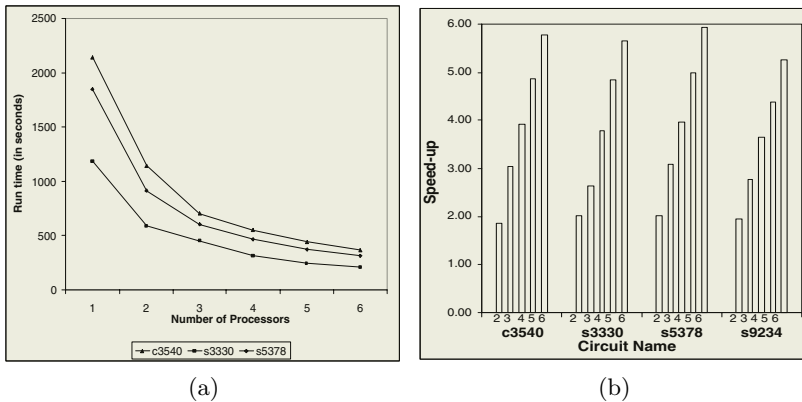 2500
2000
1500
1000
500
0
Run time (in seconds)
1 2 3 4 5 6
Number of Processors
c3540 s3330 s5378
(a)
6.00
5.00
4.00
3.00
2.00
1.00
0.00
Speed-up
2 3 4 5 6 2 3 4 5 6 2 3 4 5 6 2 3 4 5 6
c3540 s3330 s5378 s9234
Circuit Name
(b)